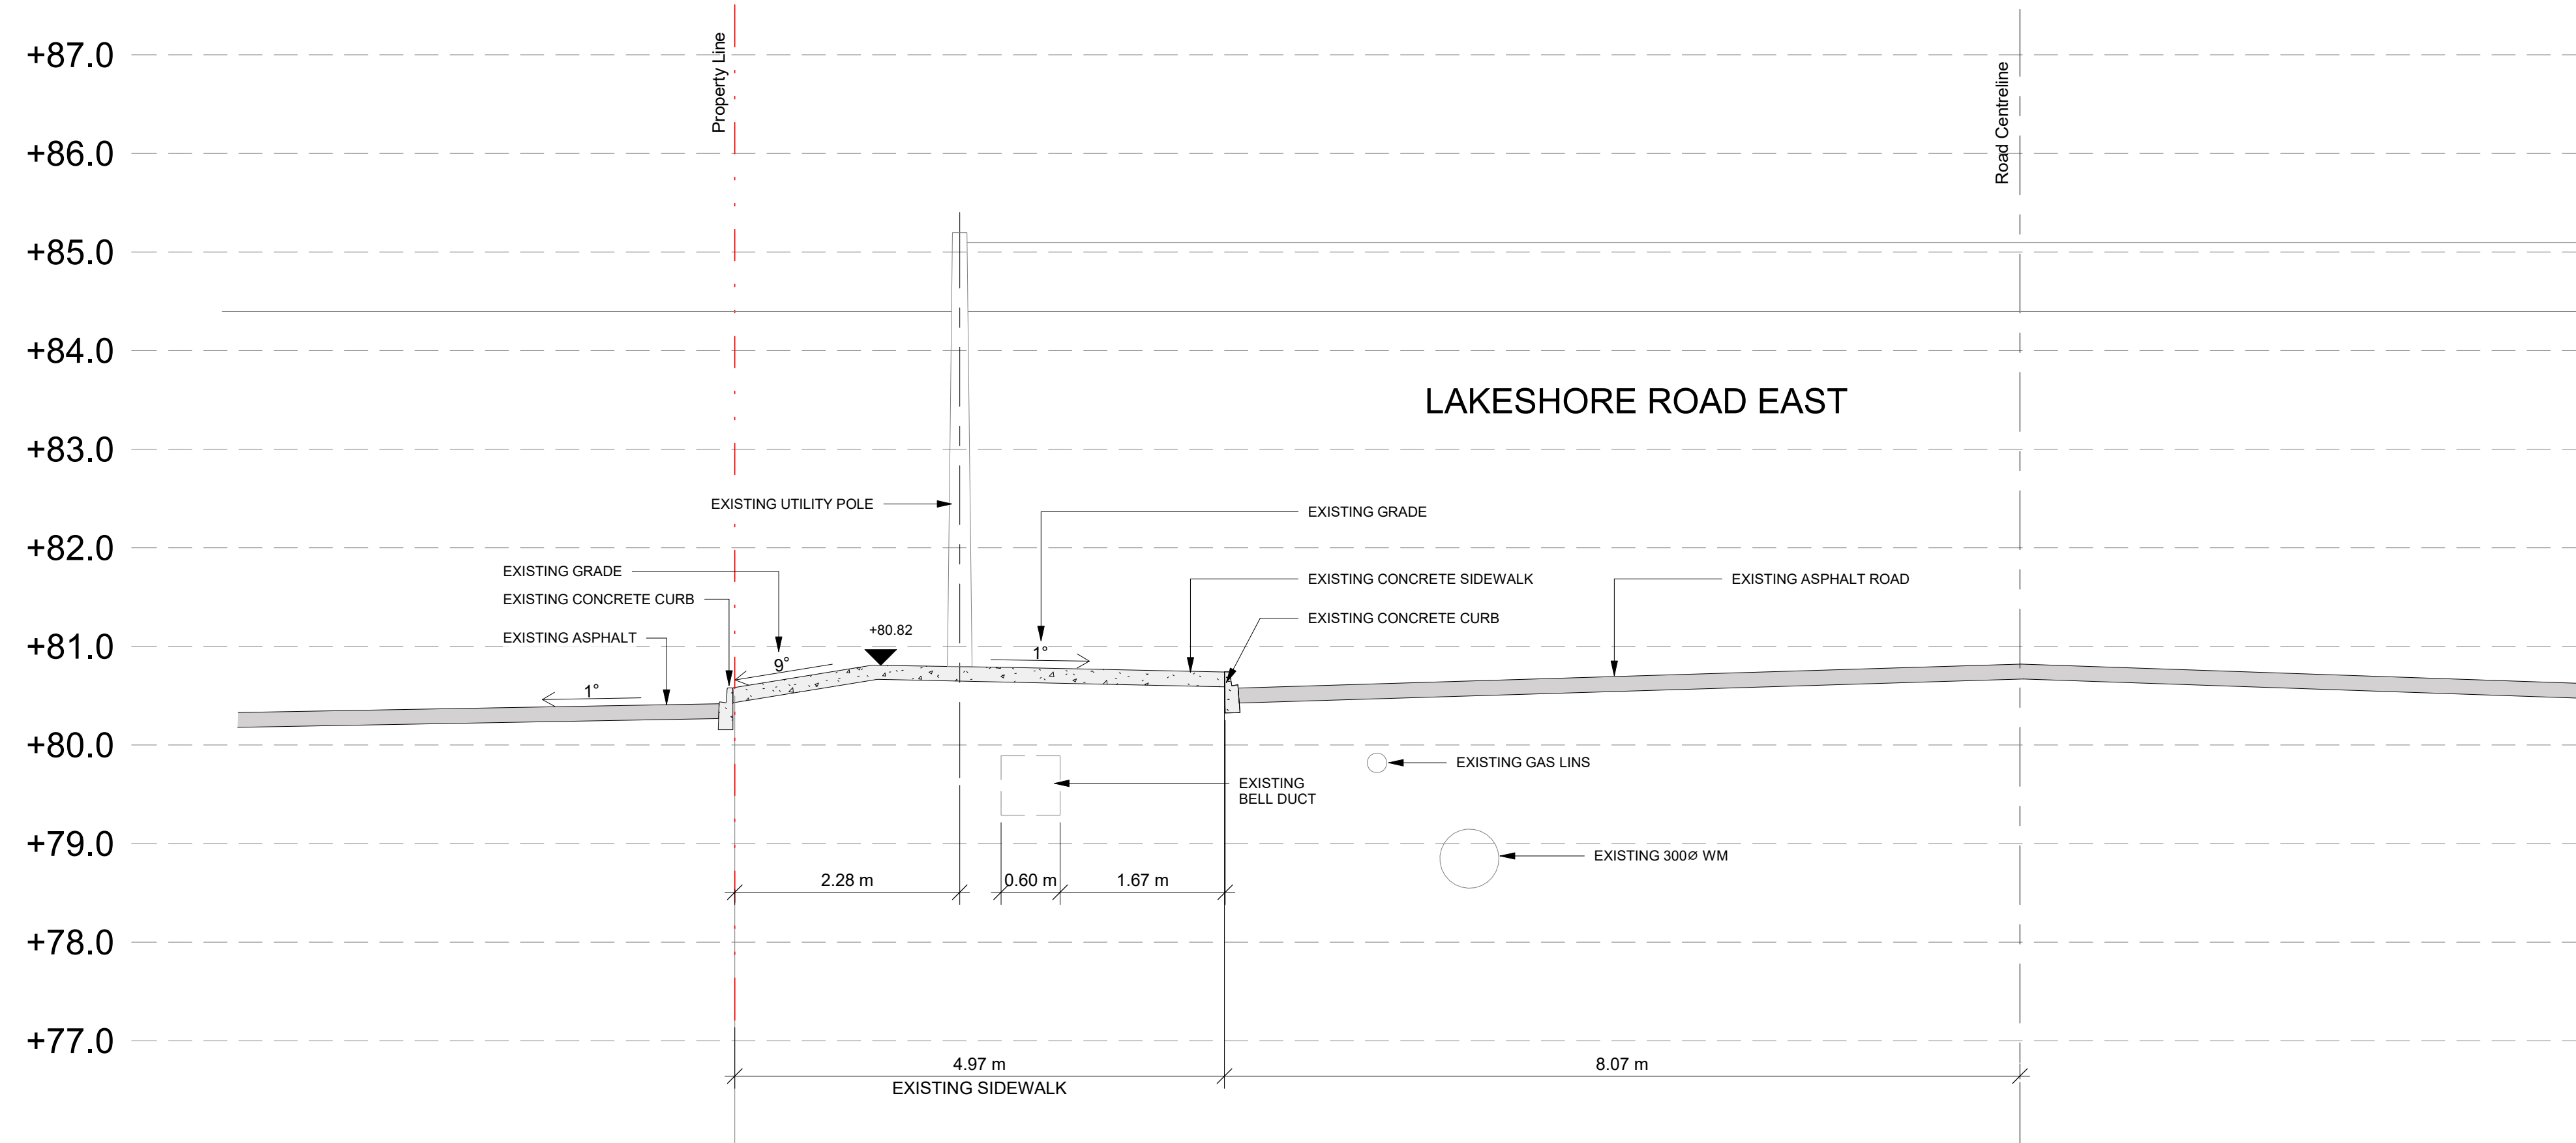 +87.0
Property Line
Road Centreline
+86.0
+85.0
+84.0
LAKESHORE ROAD EAST
+83.0
EXISTING UTILITY POLE
EXISTING GRADE
+82.0
EXISTING GRADE
EXISTING CONCRETE SIDEWALK
EXISTING ASPHALT ROAD
EXISTING CONCRETE CURB
EXISTING CONCRETE CURB
+80.82
EXISTING ASPHALT
+81.0
9°
1°
1°
+80.0
EXISTING GAS LINS
EXISTING
BELL DUCT
+79.0
EXISTING 300Ø WM
2.28 m
0.60 m
1.67 m
+78.0
+77.0
4.97 m
8.07 m
EXISTING SIDEWALK